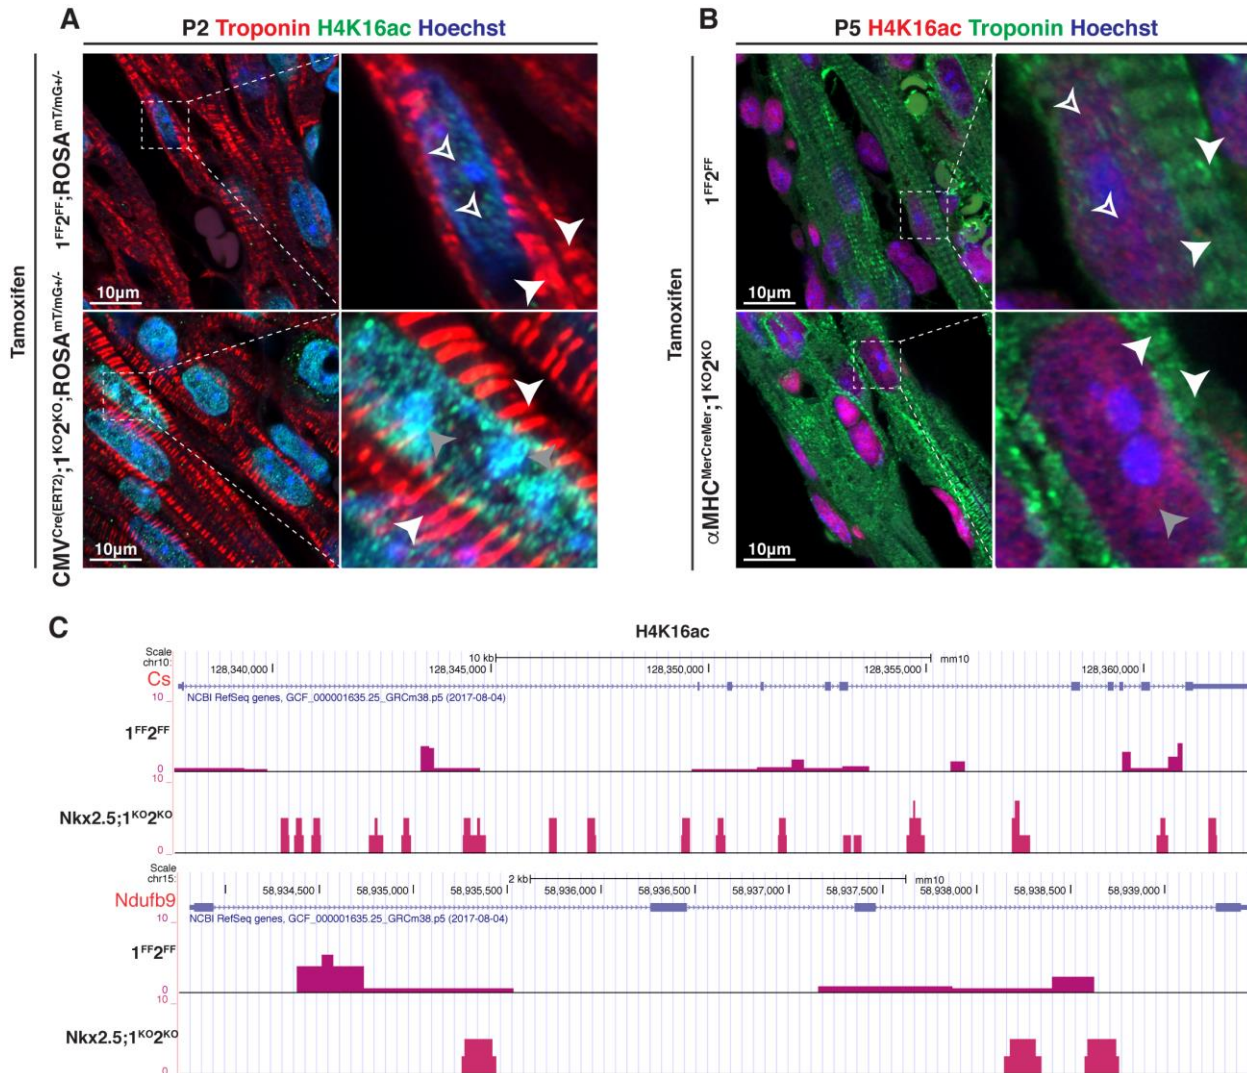 A
P2 Troponin H4K16ac Hoechst
Tamoxifen
1FF2FF;ROSAmT/mG+/-
10μm
CMVCre(ERT2);1KO2KO;ROSAmT/mG+/-
10μm
B
P5 H4K16ac Troponin Hoechst
Tamoxifen
1FF2FF
10μm
αMHCMerCreMer;1KO2KO
10μm
C
H4K16ac
Scale
10 kb
mm10
chr10:
128,340,000
128,345,000
128,350,000
128,355,000
128,360,000
Cs
NCBI RefSeq genes, GCF_000001635.25_GRCm38.p5 (2017-08-04)
10
1FF2FF
0
10
Nkx2.5;1KO2KO
0
Scale
2 kb
mm10
chr15:
58,934,500
58,935,000
58,935,500
58,936,000
58,936,500
58,937,000
58,937,500
58,938,000
58,938,500
58,939,000
Ndufb9
NCBI RefSeq genes, GCF_000001635.25_GRCm38.p5 (2017-08-04)
10
1FF2FF
0
10
Nkx2.5;1KO2KO
0